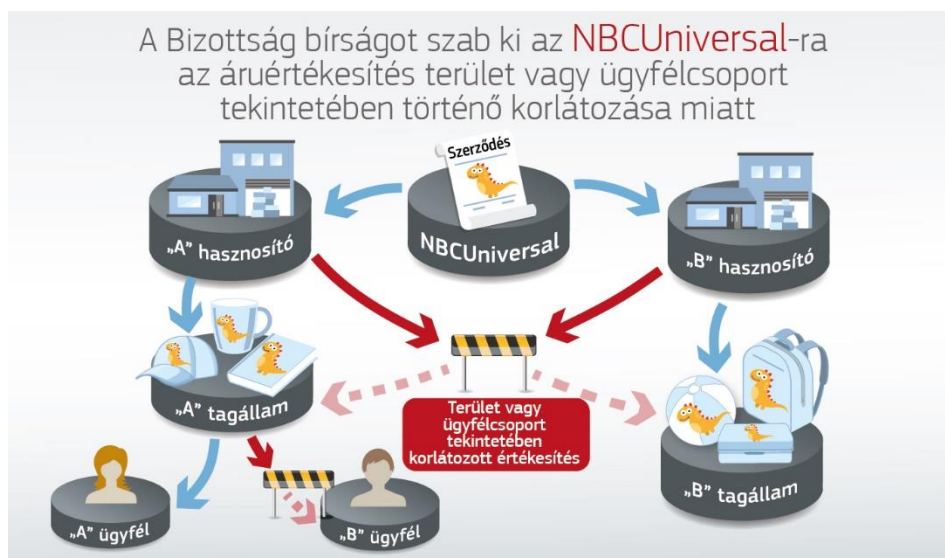 A Bizottság bírságot szab ki az NBCUniversal-ra
az áruértékesítés terület vagy ügyfélcsoport
tekintetében történő korlátozása miatt
Szerződés
„A” hasznosító
NBCUniversal
„B” hasznosító
„A” tagállam
Terület vagy
ügyfélcsoport
tekintetében
korlátozott értékesítés
„B” tagállam
„A” ügyfél
„B” ügyfél